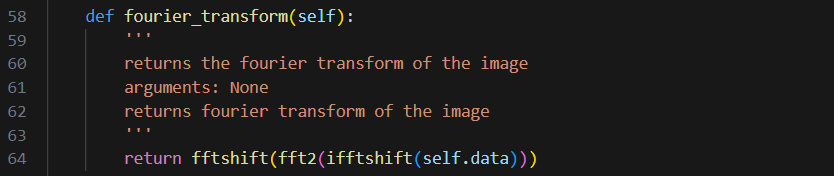 58 def fourier_transform(self):
59 '''
60 returns the fourier transform of the image
61 arguments: None
62 returns fourier transform of the image
63 '''
64 return fftshift(fft2(ifftshift(self.data)))